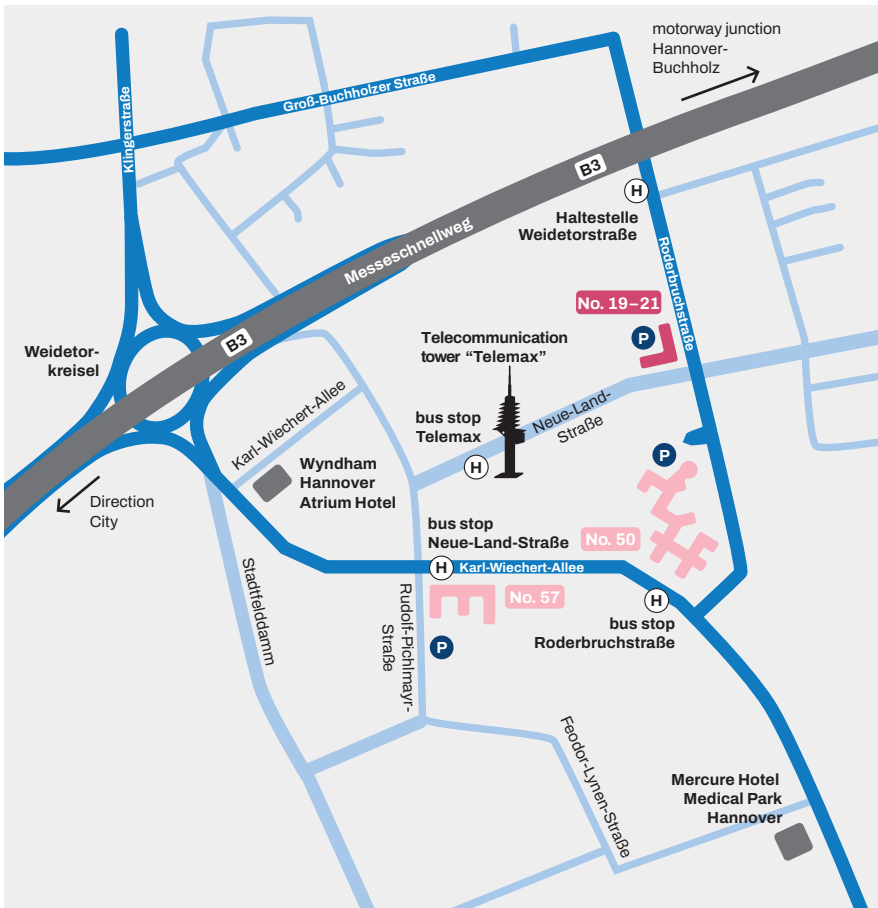 motorway junction
Hannover-
Buchholz
Groß-Buchholzer Straße
Klingerstraße
B3
H
Haltestelle
Weidetorstraße
Messeschnellweg
Roderbruchstraße
No. 19–21
P
B3
Weidetor-
kreisel
Telecommunication
tower “Telemax”
Karl-Wiechert-Allee
bus stop
Telemax
H
Neue-Land-
Straße
P
Wyndham
Hannover
Atrium Hotel
Direction
City
bus stop
Neue-Land-Straße
No. 50
H
Karl-Wiechert-Allee
Stadtfelddamm
Rudolf-Pichlmayr-
Straße
No. 57
H
bus stop
Roderbruchstraße
P
Feodor-Lynen-Straße
Mercure Hotel
Medical Park
Hannover